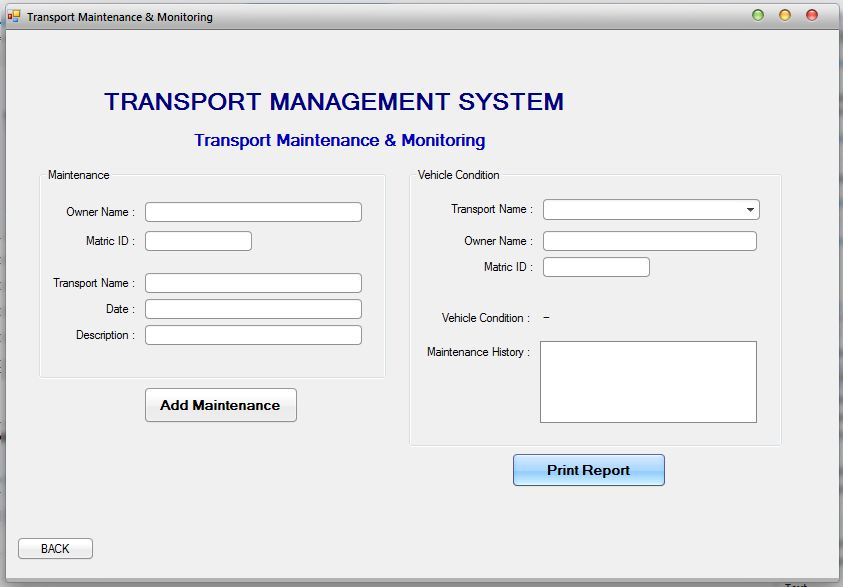 Transport Maintenance & Monitoring
TRANSPORT MANAGEMENT SYSTEM
Transport Maintenance & Monitoring
Maintenance
Owner Name :
Matric ID :
Transport Name :
Date :
Description :
Add Maintenance
Vehicle Condition
Transport Name :
Owner Name :
Matric ID :
Vehicle Condition : –
Maintenance History :
Print Report
BACK